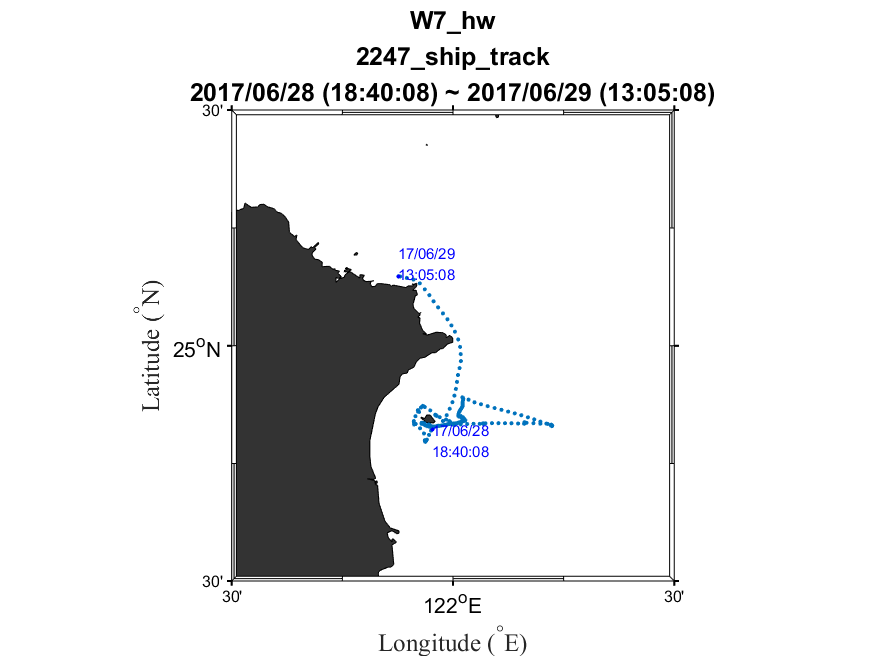 W7_hw
2247_ship_track
2017/06/28 (18:40:08) ~ 2017/06/29 (13:05:08)
30'
17/06/29
13:05:08
Latitude (°N)
25°N
17/06/28
18:40:08
30'
30'
122°E
30'
Longitude (°E)